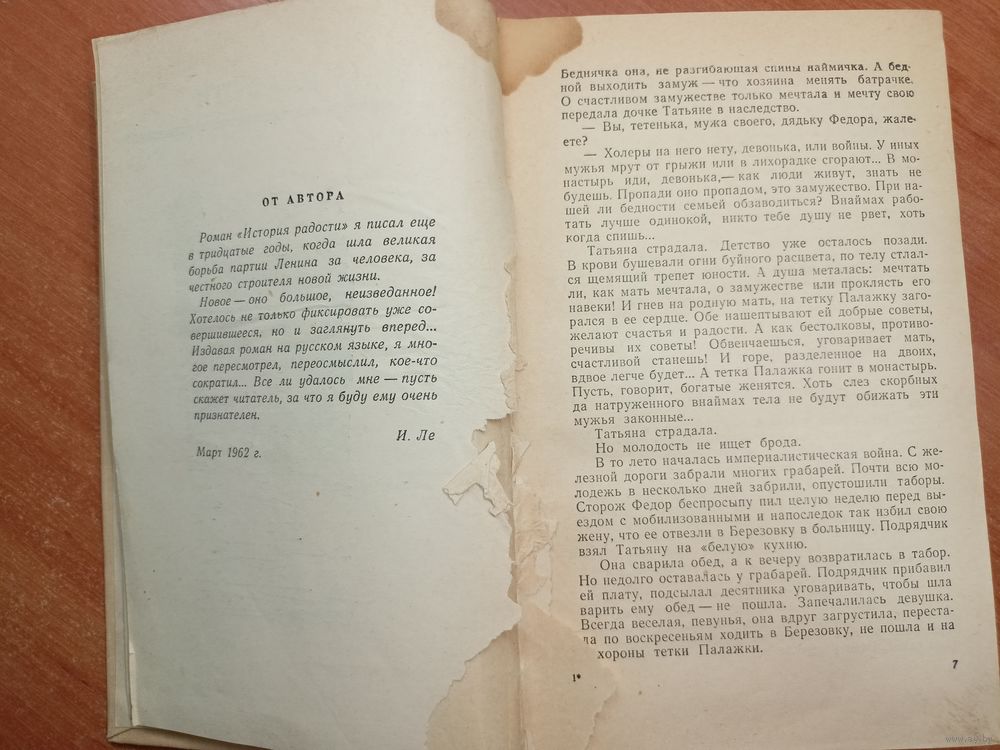 ОТ АВТОРА
Роман «История радости» я писал еще
в тридцатые годы, когда шла великая
борьба партии Ленина за человека, за
честного строителя новой жизни.
Новое — оно большое, неизведанное!
Хотелось не только фиксировать уже со-
вершившееся, но и заглянуть вперед...
Издавая роман на русском языке, я мно-
гое пересмотрел, переосмыслил, кое-что
сократил... Все ли удалось мне — пусть
скажет читатель, за что я буду ему очень
признателен.
И. Ле
Март 1962 г.
Беднячка она, не разгибающая спины наймичка. А бед-
ной выходить замуж — что хозяина менять батрачке.
О счастливом замужестве только мечтала и мечту свою
передала дочке Татьяне в наследство.
— Вы, тетенька, мужа своего, дядьку Федора, жале-
ете?
— Холеры на него нету, девонька, или войны. У иных
мужья мрут от грыжи или в лихорадке сгорают... В мо-
настырь иди, девонька,— как люди живут, знать не
будешь. Пропади оно пропадом, это замужество. При на-
шей ли бедности семьей обзаводиться? Внаймах рабо-
тать лучше одинокой, никто тебе душу не рвет, хоть
когда спишь...
Татьяна страдала. Детство уже осталось позади.
В крови бушевали огни буйного расцвета, по телу стлал-
ся щемящий трепет юности. А душа металась: мечтать
ли, как мать мечтала, о замужестве или проклясть его
навеки! И гнев на родную мать, на тетку Палажку заго-
рался в ее сердце. Обе нашептывают ей добрые советы,
желают счастья и радости. А как бестолковы, противо-
речивы их советы! Обвенчаешься, уговаривает мать,
счастливой станешь! И горе, разделенное на двоих,
вдвое легче будет... А тетка Палажка гонит в монастырь.
Пусть, говорит, богатые женятся. Хоть слез скорбных
да натруженного внаймах тела не будут обижать эти
мужья законные...
Татьяна страдала.
Но молодость не ищет брода.
В то лето началась империалистическая война. С же-
лезной дороги забрали многих грабарей. Почти всю мо-
лодежь в несколько дней забрили, опустошили таборы.
Сторож Федор беспросыпу пил целую неделю перед вы-
ездом с мобилизованными и напоследок так избил свою
жену, что ее отвезли в Березовку в больницу. Подрядчик
взял Татьяну на «белую» кухню.
Она сварила обед, а к вечеру возвратилась в табор.
Но недолго оставалась у грабарей. Подрядчик прибавил
ей плату, подсылал десятника уговаривать, чтобы шла
варить ему обед — не пошла. Запечалилась девушка.
Всегда веселая, певунья, она вдруг загрустила, переста-
ла по воскресеньям ходить в Березовку, не пошла и на
хороны тетки Палажки.
1*
7